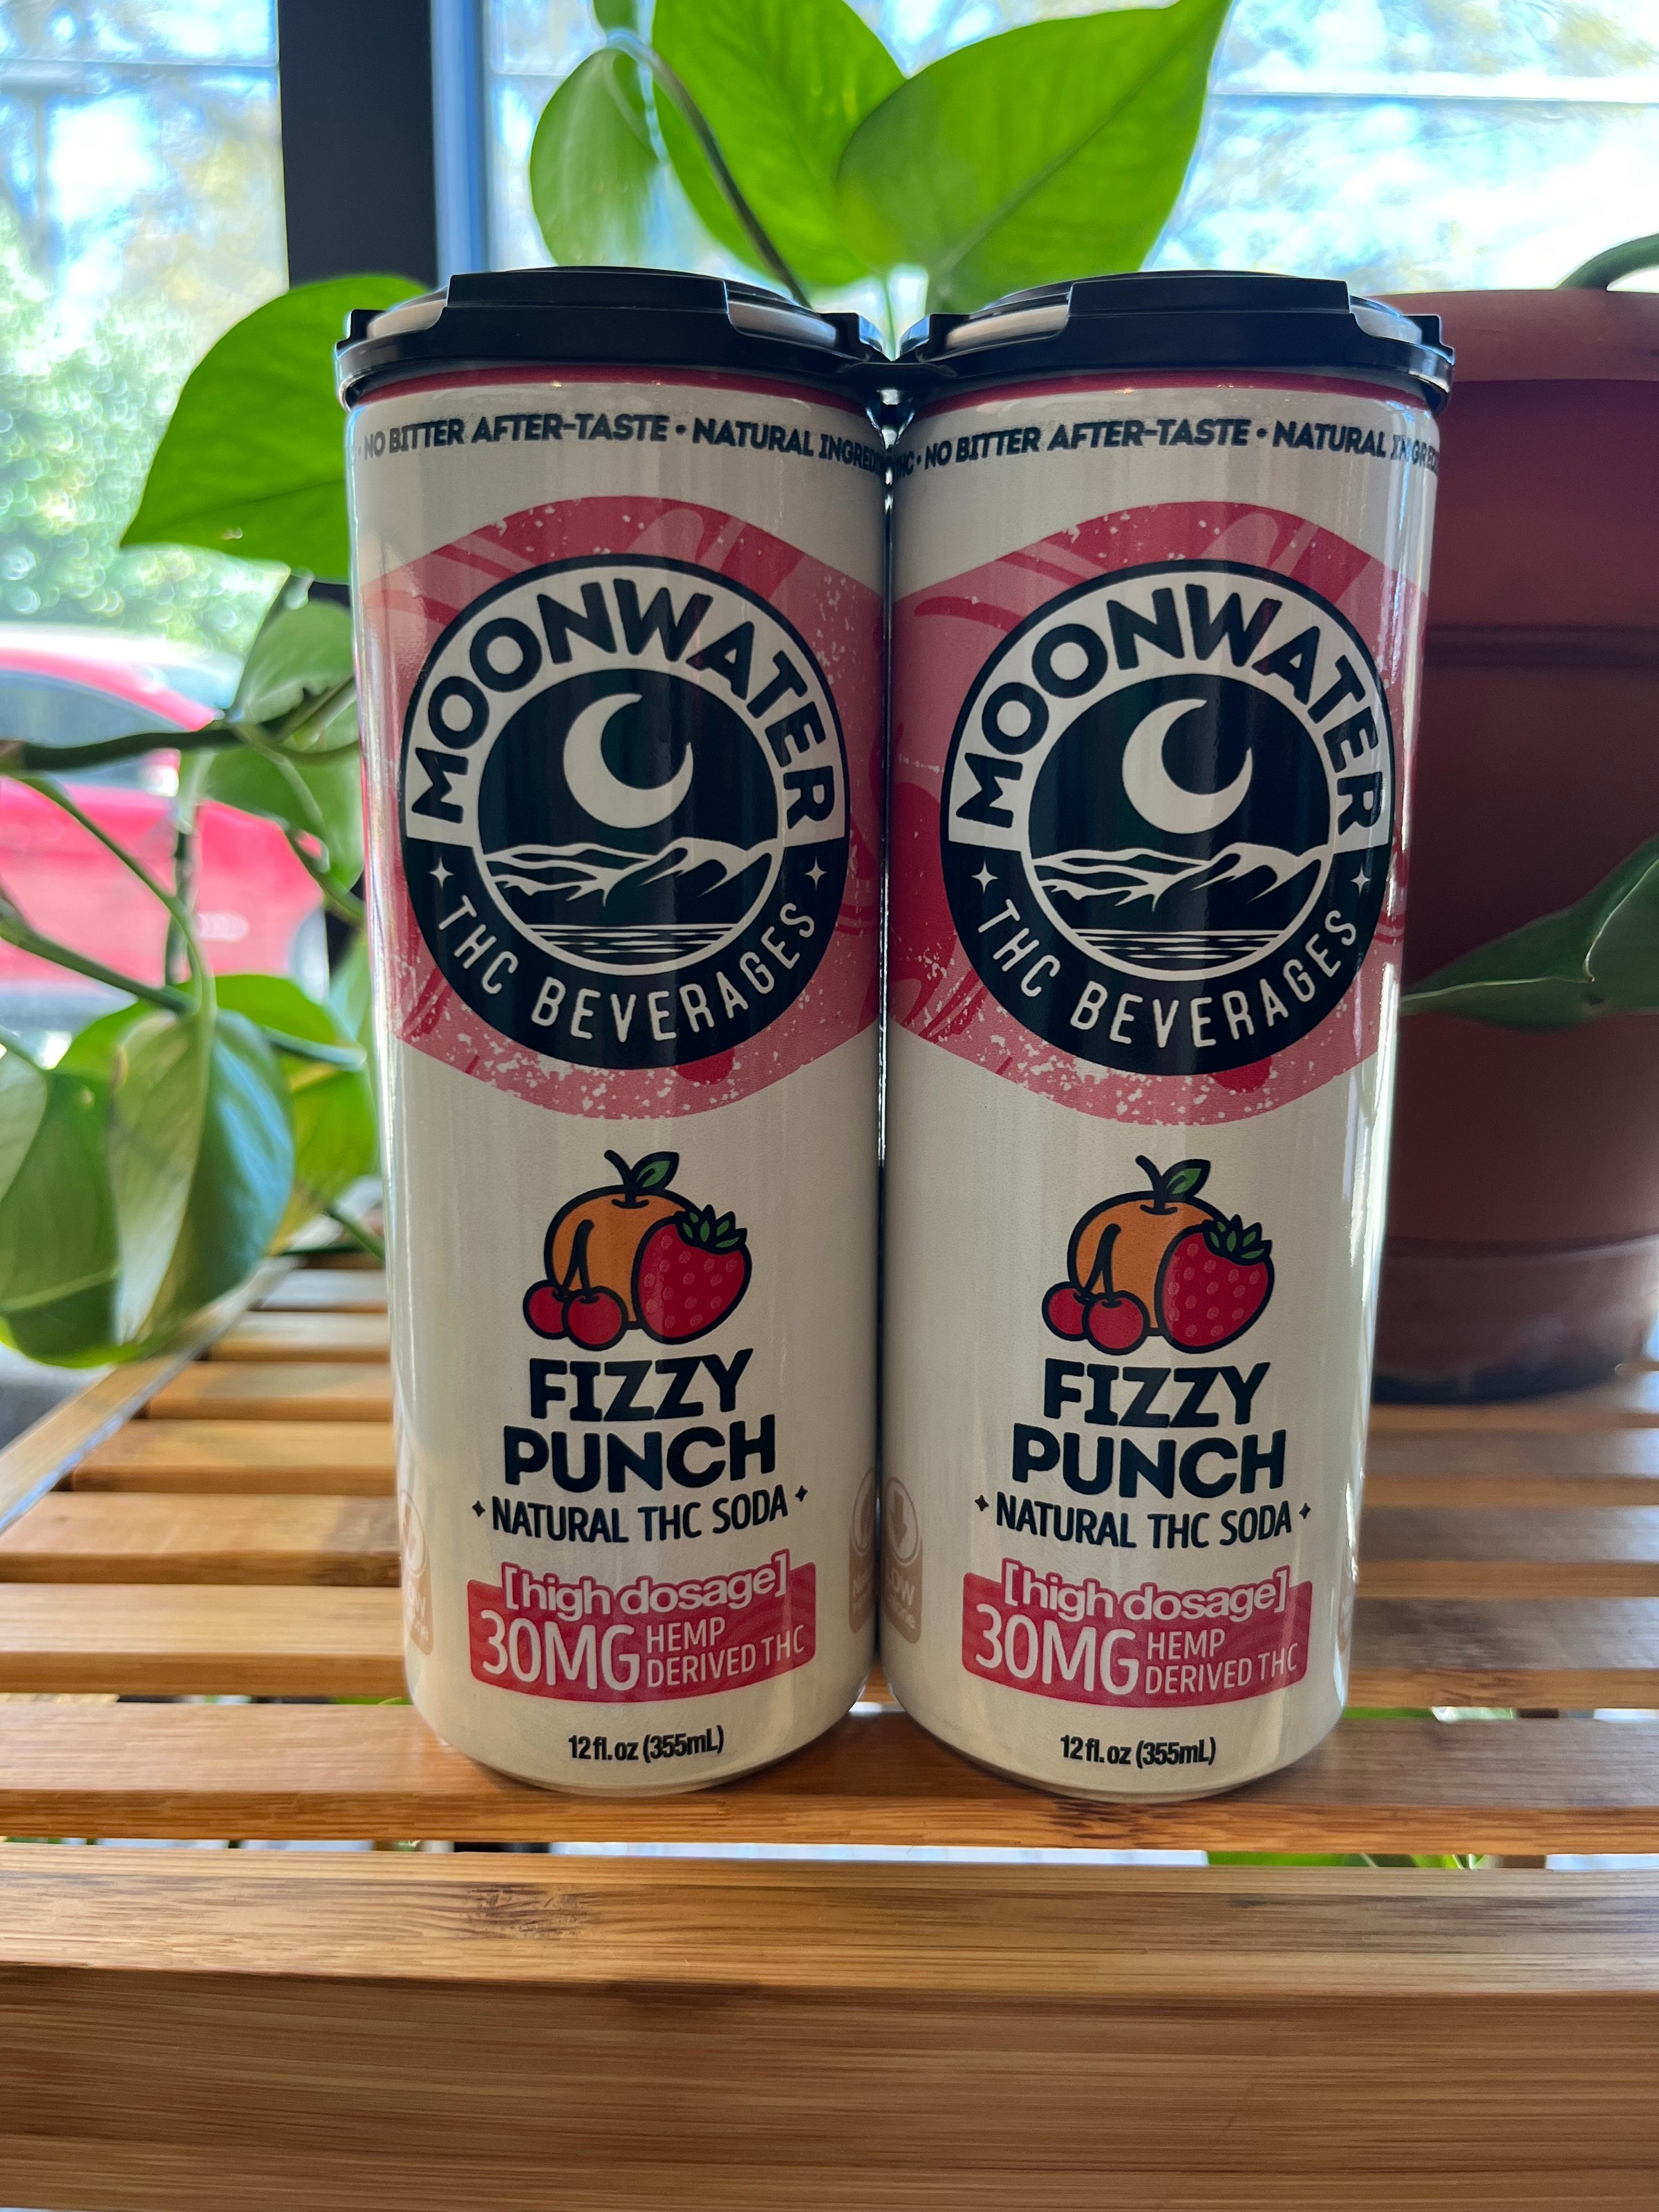 NO BITTER AFTER-TASTE • NATURAL
MOONWATER
THC BEVERAGES
FIZZY
PUNCH
NATURAL THC SODA
[high dosage]
30MG HEMP
DERIVED THC
12 fl. oz (355mL)
THC • NO BITTER AFTER-TASTE • NATURAL
MOONWATER
THC BEVERAGES
LOW
FIZZY
PUNCH
NATURAL THC SODA
[high dosage]
30MG HEMP
DERIVED THC
12 fl. oz (355mL)